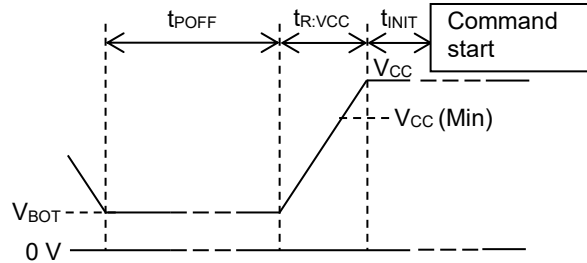 tPOFF tR:VCC tINIT Command
start
VCC
VCC (Min)
VBOT
0 V